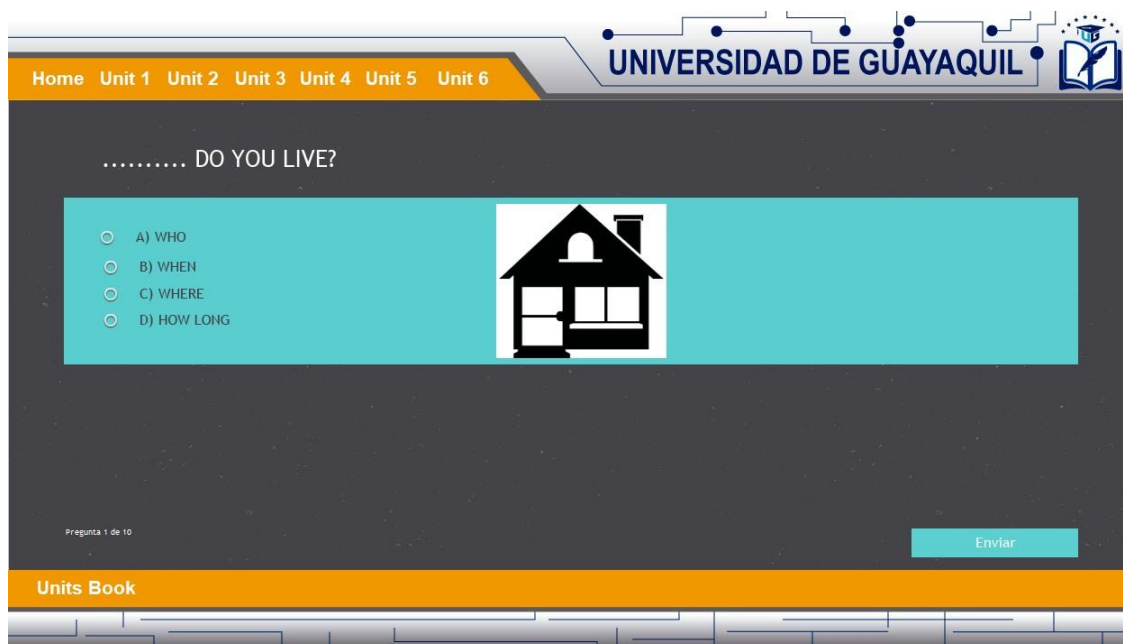 UNIVERSIDAD DE GUAYAQUIL
UG
Home Unit 1 Unit 2 Unit 3 Unit 4 Unit 5 Unit 6
.......... DO YOU LIVE?
A) WHO
B) WHEN
C) WHERE
D) HOW LONG
Pregunta 1 de 10
Enviar
Units Book